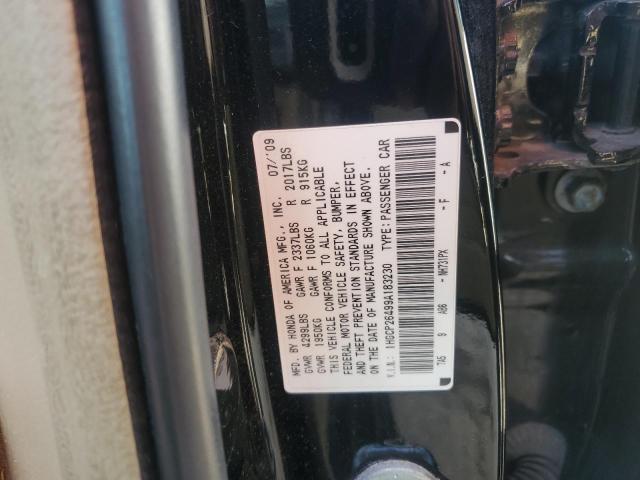 MFD. BY HONDA OF AMERICA MFG., INC. 07/'09
GVWR 4299LBS GAWR F 2337LBS R 2017LBS
GVWR 1950KG GAWR F 1060KG R 915KG
THIS VEHICLE CONFORMS TO ALL APPLICABLE
FEDERAL MOTOR VEHICLE SAFETY, BUMPER,
AND THEFT PREVENTION STANDARDS IN EFFECT
ON THE DATE OF MANUFACTURE SHOWN ABOVE.
V.I.N.: 1HGCP26499A183230 TYPE: PASSENGER CAR
TA5 9 AB6 - NH731PX - F - A